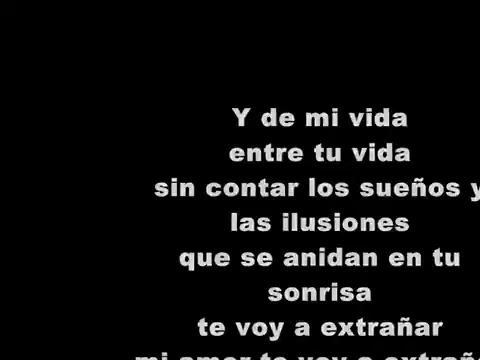 Y de mi vida
entre tu vida
sin contar los sueños y
las ilusiones
que se anidan en tu
sonrisa
te voy a extrañar
mi amor te voy a extrañ